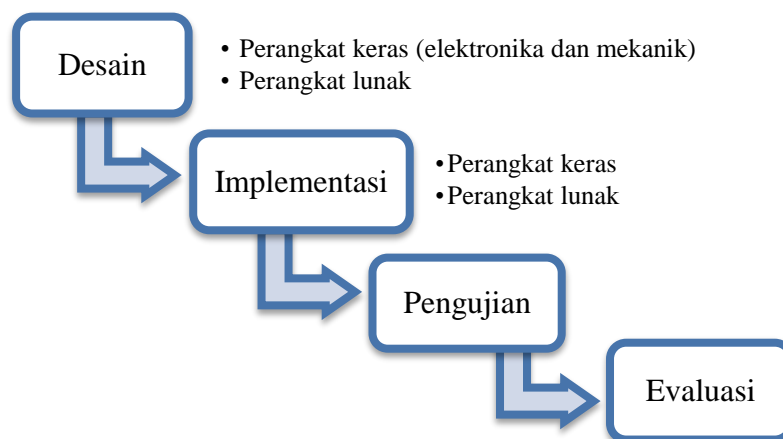 Desain
• Perangkat keras (elektronika dan mekanik)
• Perangkat lunak
Implementasi
•Perangkat keras
•Perangkat lunak
Pengujian
Evaluasi